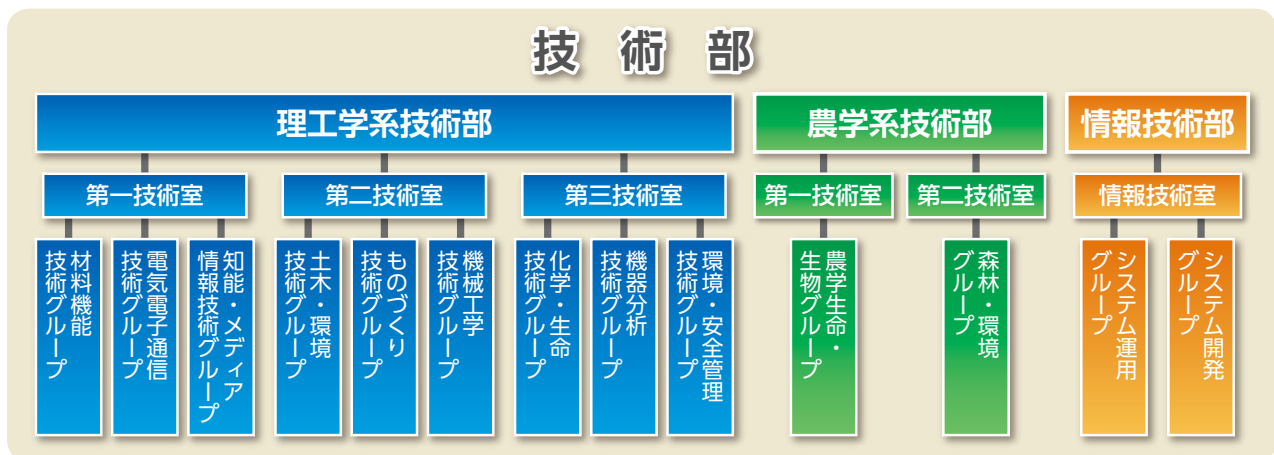 技術部
理工学系技術部
農学系技術部
情報技術部
第一技術室
第二技術室
第三技術室
第一技術室
第二技術室
情報技術室
材料機能
技術グループ
電気電子通信
技術グループ
知能・メディア
情報技術グループ
土木・環境
技術グループ
ものづくり
技術グループ
機械工学
技術グループ
化学・生命
技術グループ
機器分析
技術グループ
環境・安全管理
技術グループ
農学生命・
生物グループ
森林・環境
グループ
システム運用
グループ
システム開発
グループ